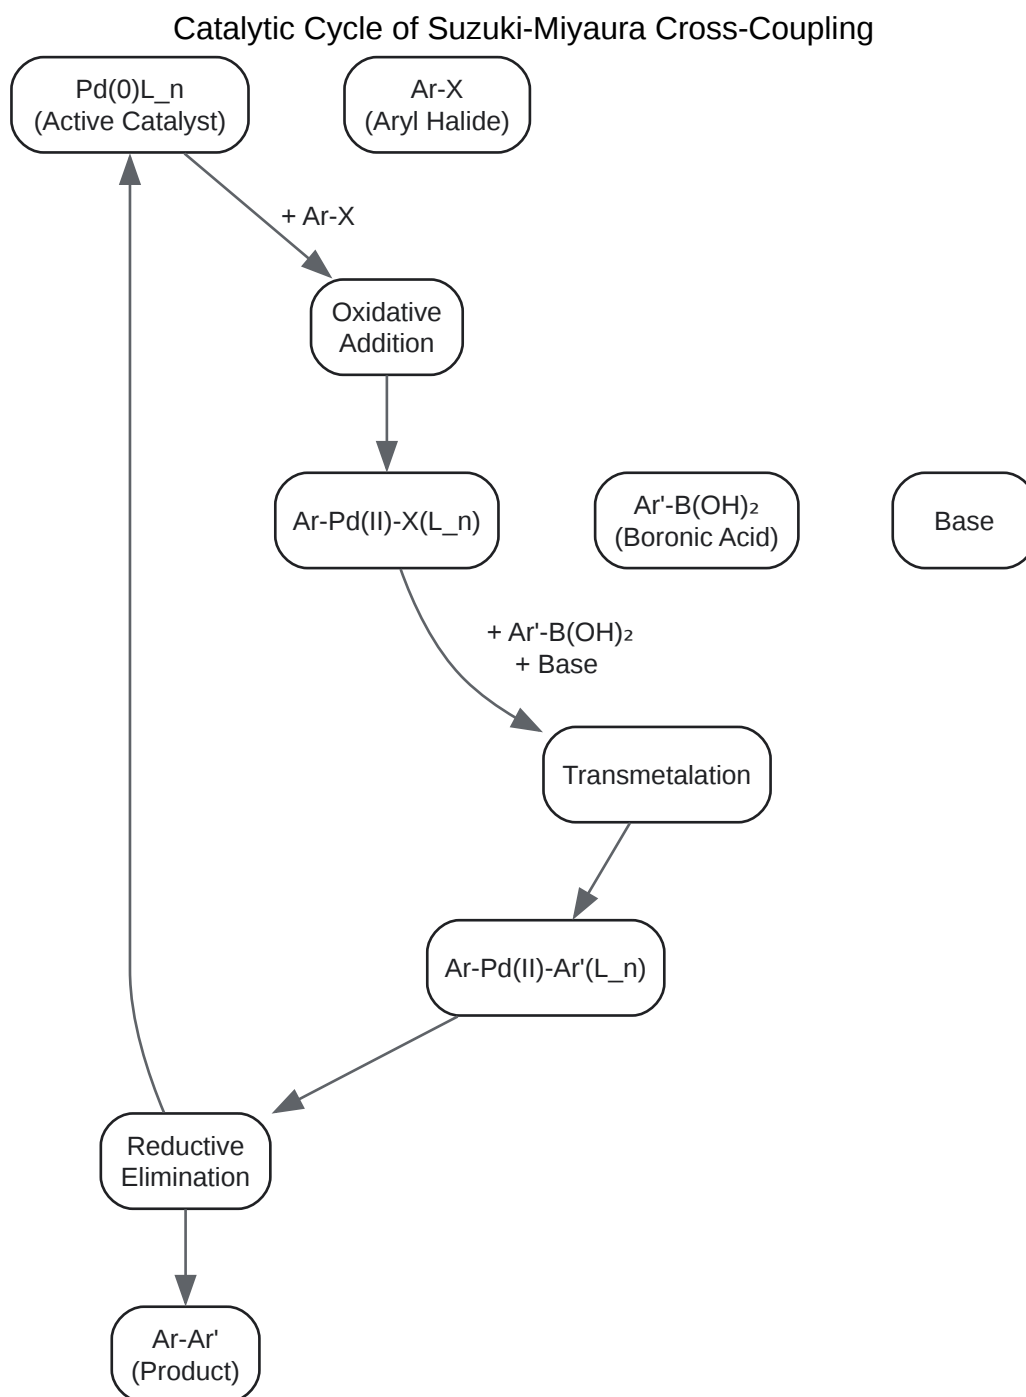 Catalytic Cycle of Suzuki-Miyaura Cross-Coupling
Pd(0)L_n
(Active Catalyst)
Ar-X
(Aryl Halide)
+ Ar-X
Oxidative
Addition
Ar-Pd(II)-X(L_n)
Ar'-B(OH)₂
(Boronic Acid)
Base
+ Ar'-B(OH)₂
+ Base
Transmetalation
Ar-Pd(II)-Ar'(L_n)
Reductive
Elimination
Ar-Ar'
(Product)